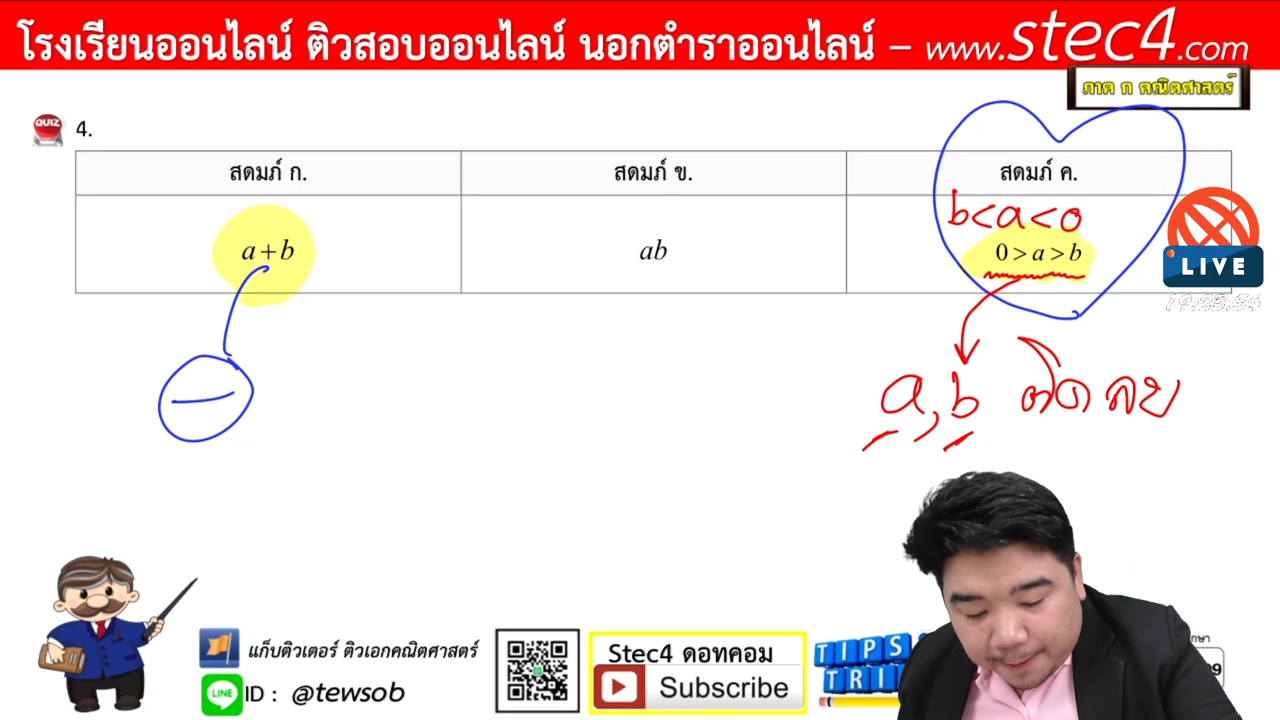 โรงเรียนออนไลน์ ติวสอบออนไลน์ นอกตำราออนไลน์ – www.stec4.com
ภาค ก คณิตศาสตร์
QUIZ
4.
สดมภ์ ก. สดมภ์ ข. สดมภ์ ค.
b<a<0
a+b ab 0>a>b
LIVE
—
a, b ติดลบ
แก็บติวเตอร์ ติวเอกคณิตศาสตร์
LINE ID : @tewsob
Stec4 ดอทคอม
Subscribe
TIPS
TRI